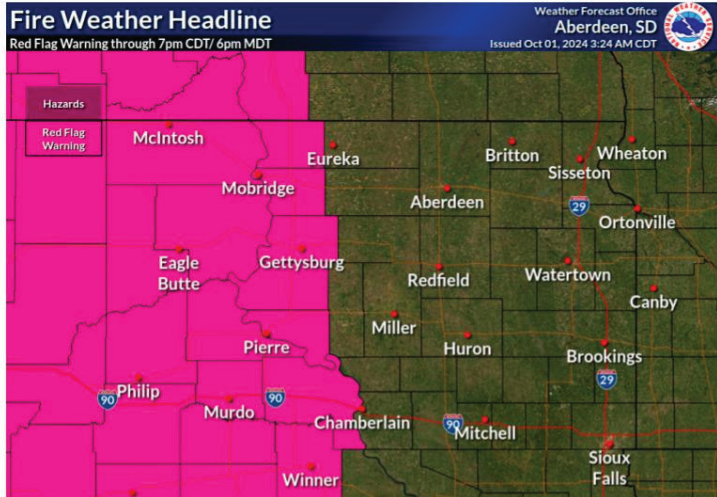 Fire Weather Headline
Red Flag Warning through 7pm CDT/ 6pm MDT
Weather Forecast Office
Aberdeen, SD
Issued Oct 01, 2024 3:24 AM CDT
Hazards
Red Flag
Warning
McIntosh
Eureka
Britton
Wheaton
Sisseton
Mobridge
Aberdeen
29
Ortonville
Eagle
Butte
Gettysburg
Redfield
Watertown
Canby
Miller
Pierre
Huron
Brookings
Philip
29
90
Murdo
90
Chamberlain
90
Mitchell
Sioux
Falls
Winner